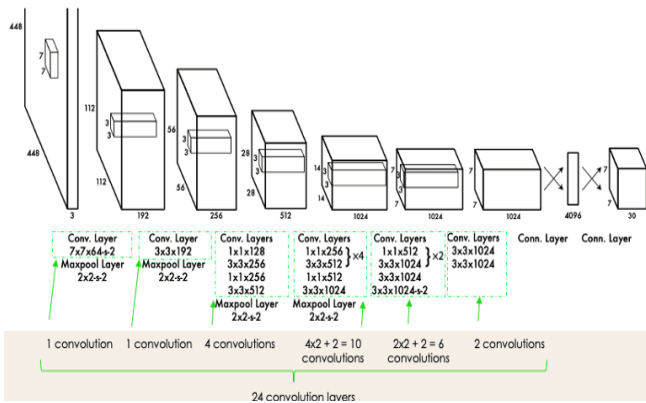 448
448
7
7
3
112
112
3
3
192
56
56
3
3
256
28
28
3
3
512
14
14
3
3
1024
7
7
3
3
1024
7
7
1024
4096
7
7
30
Conv. Layer
7x7x64-s-2
Maxpool Layer
2x2-s-2
Conv. Layer
3x3x192
Maxpool Layer
2x2-s-2
Conv. Layers
1x1x128
3x3x256
1x1x256
3x3x512
Maxpool Layer
2x2-s-2
Conv. Layers
1x1x256
3x3x512 }×4
1x1x512
3x3x1024
Maxpool Layer
2x2-s-2
Conv. Layers
1x1x512
3x3x1024 }×2
3x3x1024
3x3x1024-s-2
Conv. Layers
3x3x1024
3x3x1024
Conn. Layer
Conn. Layer
1 convolution
1 convolution
4 convolutions
4x2 + 2 = 10
convolutions
2x2 + 2 = 6
convolutions
2 convolutions
24 convolution layers